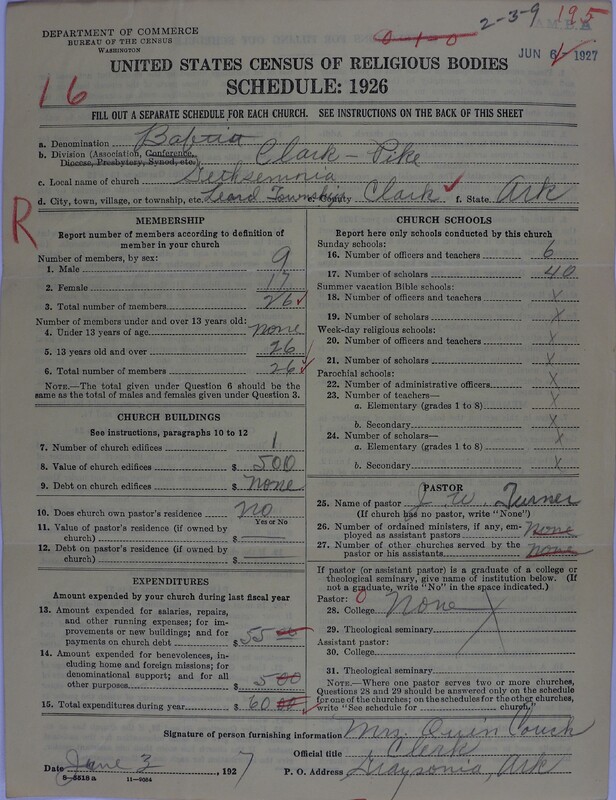 2-3-9 195
DEPARTMENT OF COMMERCE
BUREAU OF THE CENSUS
WASHINGTON
0-1-0
JUN 6 1927
UNITED STATES CENSUS OF RELIGIOUS BODIES
SCHEDULE: 1926
16
FILL OUT A SEPARATE SCHEDULE FOR EACH CHURCH. SEE INSTRUCTIONS ON THE BACK OF THIS SHEET
a. Denomination Baptist
b. Division (Association, Conference, Diocese, Presbytery, Synod, etc.) Clark - Pike
c. Local name of church Gethsemnia
d. City, town, village, or township, etc. Township e. County Clark f. State Ark
R
MEMBERSHIP
Report number of members according to definition of
member in your church
Number of members, by sex:
1. Male 9
2. Female 17
3. Total number of members 26
Number of members under and over 13 years old:
4. Under 13 years of age none
5. 13 years old and over 26
6. Total number of members 26
NOTE.—The total given under Question 6 should be
same as the total of males and females given under Question 3.
CHURCH BUILDINGS
See instructions, paragraphs 10 to 12
7. Number of church edifices 1
8. Value of church edifices $ 500
9. Debt on church edifices $ none
10. Does church own pastor's residence no
Yes or No
11. Value of pastor's residence (if owned by
church) $
12. Debt on pastor's residence (if owned by
church) $
EXPENDITURES
Amount expended by your church during last fiscal year
13. Amount expended for salaries, repairs,
and other running expenses; for im-
provements or new buildings; and for
payments on church debt $ 55 00
14. Amount expended for benevolences,
including home and foreign missions; for
denominational support; and for all
other purposes $ 5 00
15. Total expenditures during year $ 60 00
CHURCH SCHOOLS
Report here only schools conducted by this church
Sunday schools:
16. Number of officers and teachers 6
17. Number of scholars 40
Summer vacation Bible schools:
18. Number of officers and teachers X
19. Number of scholars X
Week-day religious schools:
20. Number of officers and teachers X
21. Number of scholars X
Parochial schools:
22. Number of administrative officers X
23. Number of teachers—
a. Elementary (grades 1 to 8) X
b. Secondary X
24. Number of scholars—
a. Elementary (grades 1 to 8) X
b. Secondary X
PASTOR
25. Name of pastor J W. Turner
(If church has no pastor, write "None")
26. Number of ordained ministers, if any, em-
ployed as assistant pastors None
27. Number of other churches served by the
pastor or his assistants none
If pastor (or assistant pastor) is a graduate of a college or
theological seminary, give name of institution below. (If
not a graduate, write "No" in the space indicated.)
Pastor: 0
28. College None
29. Theological seminary
Assistant pastor:
30. College
31. Theological seminary
NOTE.—Where one pastor serves two or more churches,
Questions 28 and 29 should be answered only on the schedule
for one of the churches; on the schedules for the other churches,
write "See schedule for church."
Signature of person furnishing information Mrs. Quin Couch
Official title Clerk
Date June 3, 1927 P. O. Address Graysonia, Ark
8-5518 a 11-9354